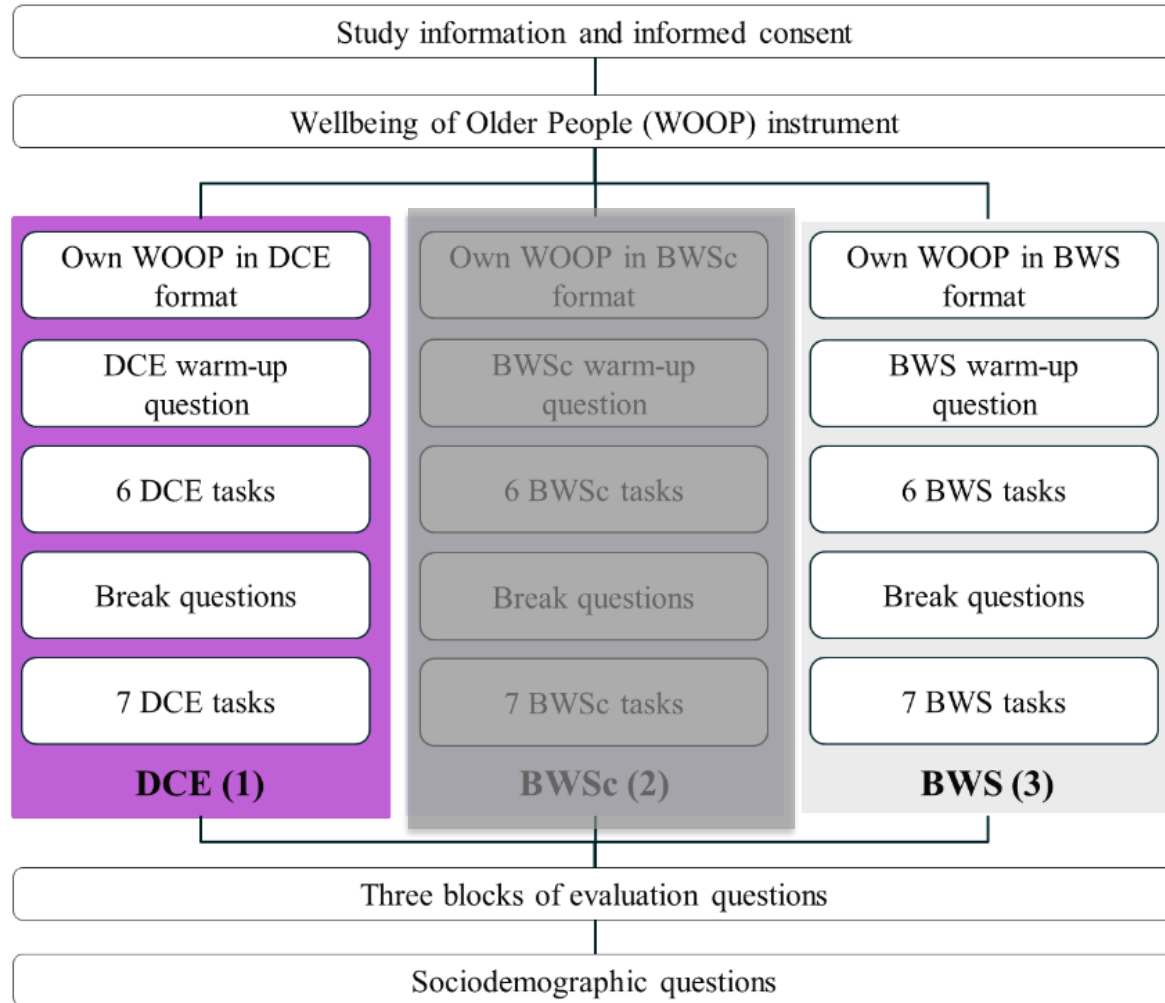 Study information and informed consent
Wellbeing of Older People (WOOP) instrument
Own WOOP in DCE
format
DCE warm-up
question
6 DCE tasks
Break questions
7 DCE tasks
DCE (1)
Own WOOP in BWSc
format
BWSc warm-up
question
6 BWSc tasks
Break questions
7 BWSc tasks
BWSc (2)
Own WOOP in BWS
format
BWS warm-up
question
6 BWS tasks
Break questions
7 BWS tasks
BWS (3)
Three blocks of evaluation questions
Sociodemographic questions